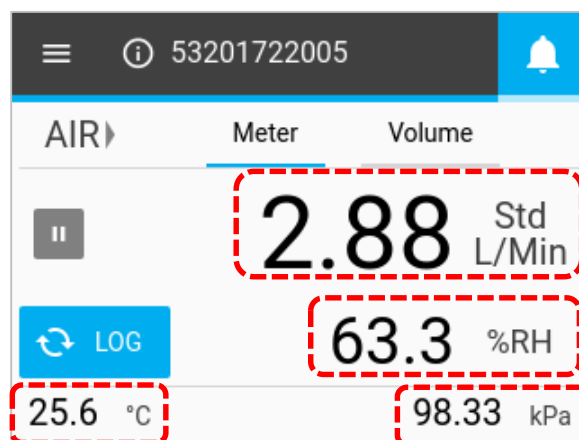 53201722005
AIR Meter Volume
2.88 Std L/Min
LOG 63.3 %RH
25.6 °C 98.33 kPa